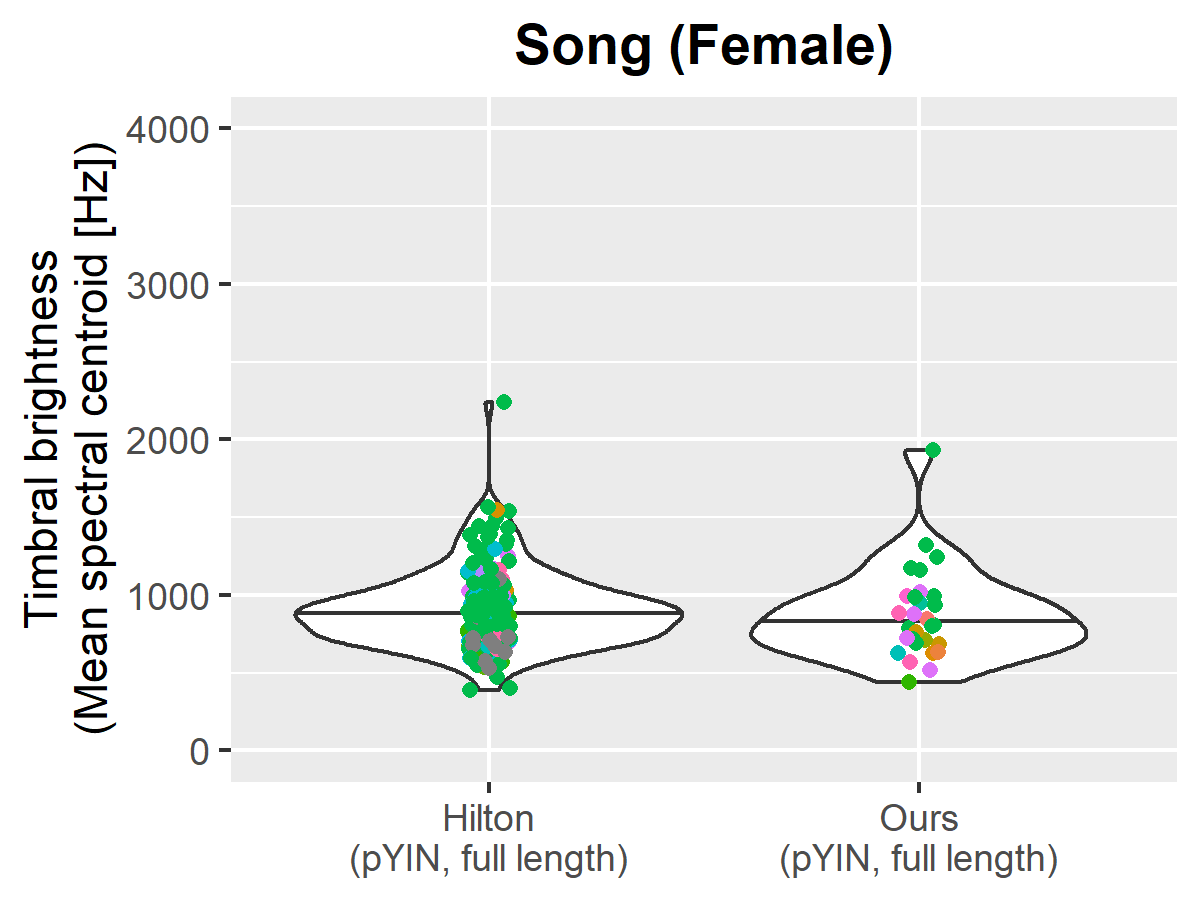 Song (Female)
Timbral brightness
(Mean spectral centroid [Hz])
4000
3000
2000
1000
0
Hilton
(pYIN, full length)
Ours
(pYIN, full length)